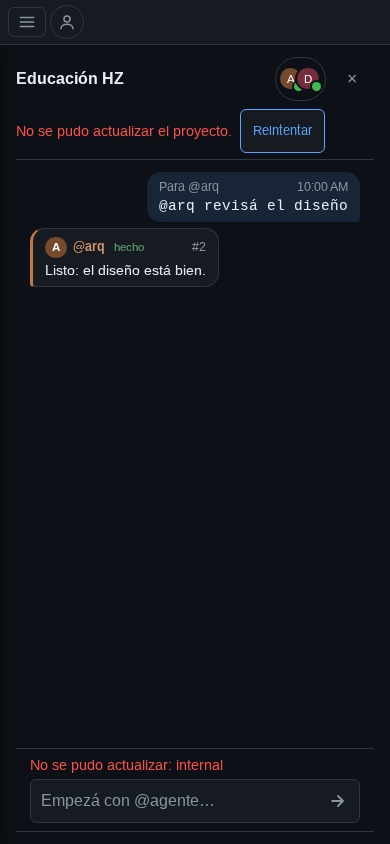 Educación HZ
A D
×
No se pudo actualizar el proyecto.
ReIntentar
Para @arq 10:00 AM
@arq revisá el diseño
A @arq hecho #2
Listo: el diseño está bien.
No se pudo actualizar: internal
Empezá con @agente…